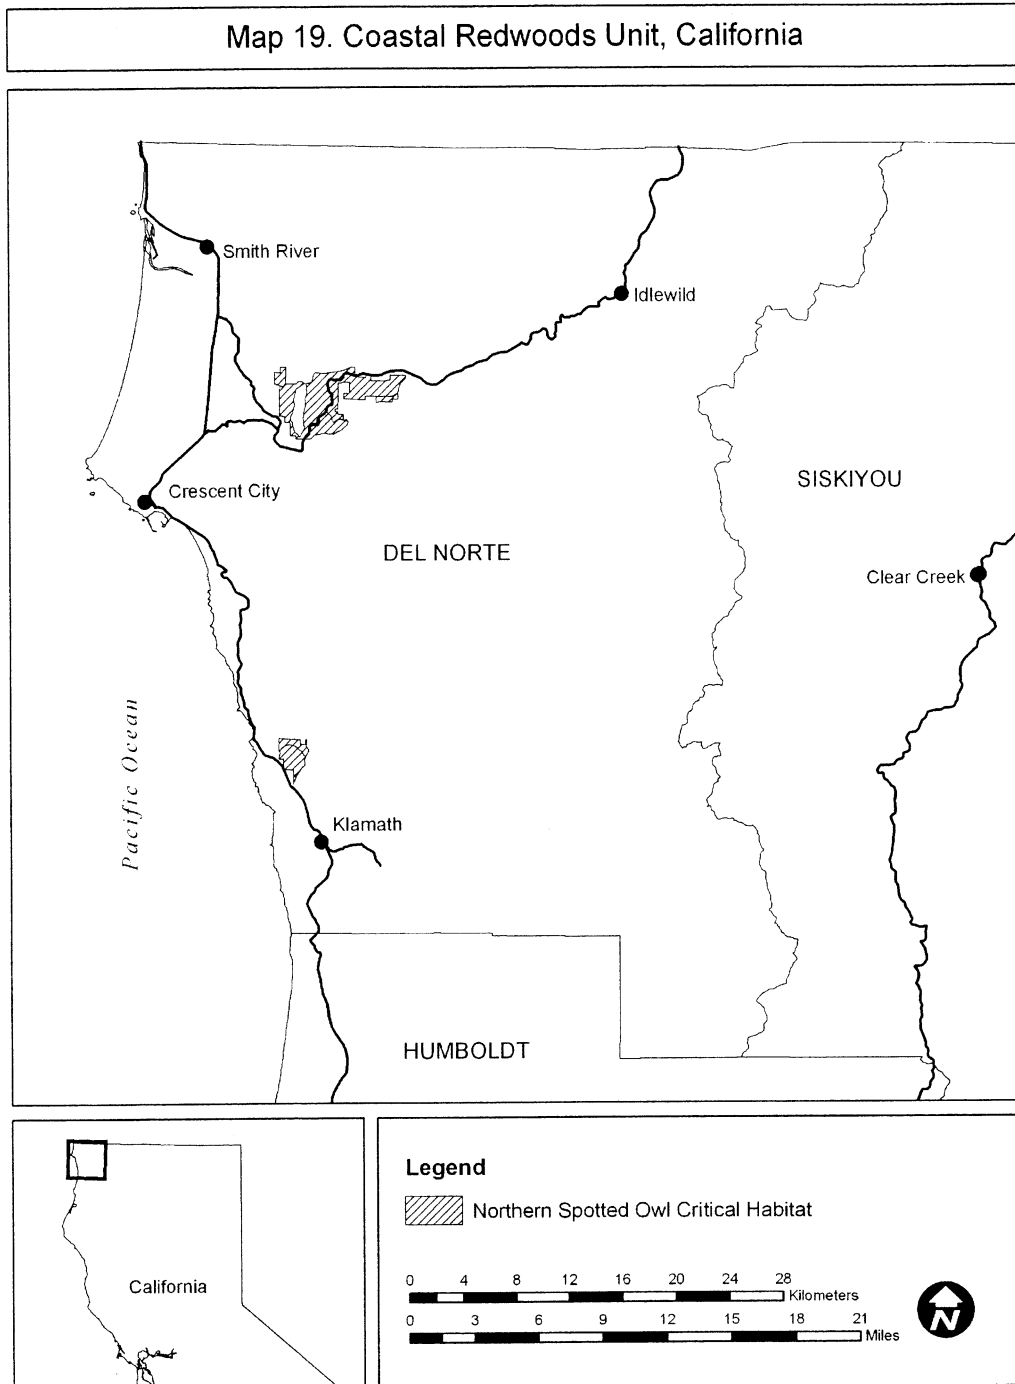 Map 19. Coastal Redwoods Unit, California
Smith River
Idlewild
Crescent City
SISKIYOU
DEL NORTE
Clear Creek
Pacific Ocean
Klamath
HUMBOLDT
California
Legend
Northern Spotted Owl Critical Habitat
0 4 8 12 16 20 24 28
Kilometers
0 3 6 9 12 15 18 21
Miles
N